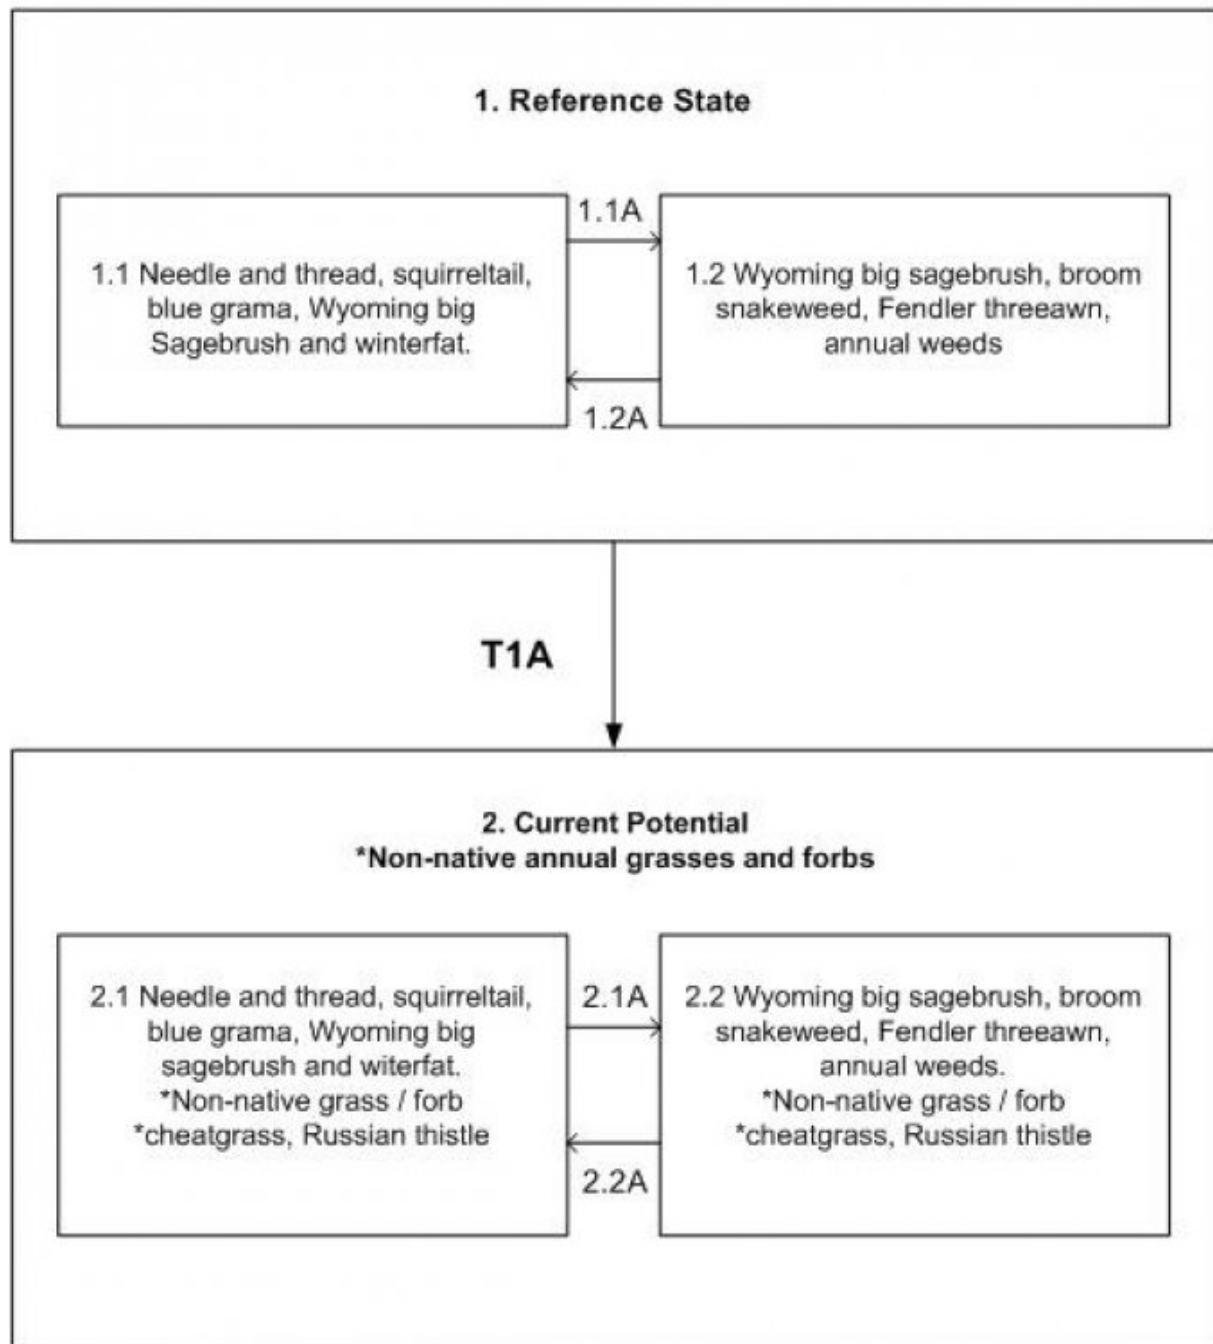 1. Reference State
1.1A
1.1 Needle and thread, squirreltail,
blue grama, Wyoming big
Sagebrush and winterfat.
1.2 Wyoming big sagebrush, broom
snakeweed, Fendler threeawn,
annual weeds
1.2A
T1A
2. Current Potential
*Non-native annual grasses and forbs
2.1 Needle and thread, squirreltail,
blue grama, Wyoming big
sagebrush and witerfat.
*Non-native grass / forb
*cheatgrass, Russian thistle
2.1A
2.2 Wyoming big sagebrush, broom
snakeweed, Fendler threeawn,
annual weeds.
*Non-native grass / forb
*cheatgrass, Russian thistle
2.2A